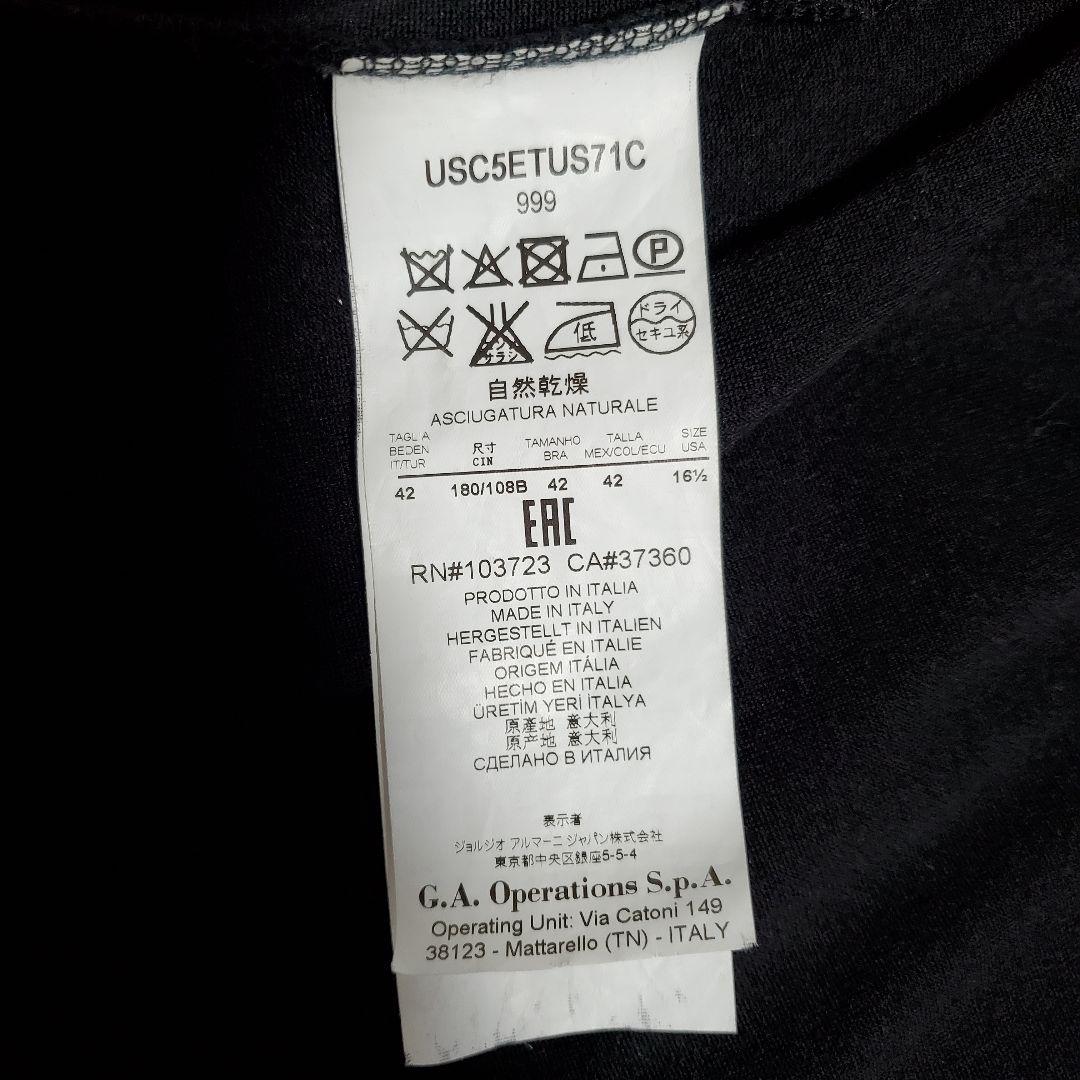 USC5ETUS71C
999
P
低
ドライ
セキユ系
サラシ
自然乾燥
ASCIUGATURA NATURALE
TAGLIA BEDEN IT/TUR 尺寸 CIN TAMANHO BRA TALLA MEX/COL/ECU SIZE USA
42 180/108B 42 42 16½
EAC
RN#103723 CA#37360
PRODOTTO IN ITALIA
MADE IN ITALY
HERGESTELLT IN ITALIEN
FABRIQUÉ EN ITALIE
ORIGEM ITÁLIA
HECHO EN ITALIA
ÜRETİM YERİ İTALYA
原產地 意大利
原产地 意大利
СДЕЛАНО В ИТАЛИЯ
表示者
ジョルジオ アルマーニ ジャパン株式会社
東京都中央区銀座5-5-4
G.A. Operations S.p.A.
Operating Unit: Via Catoni 149
38123 - Mattarello (TN) - ITALY